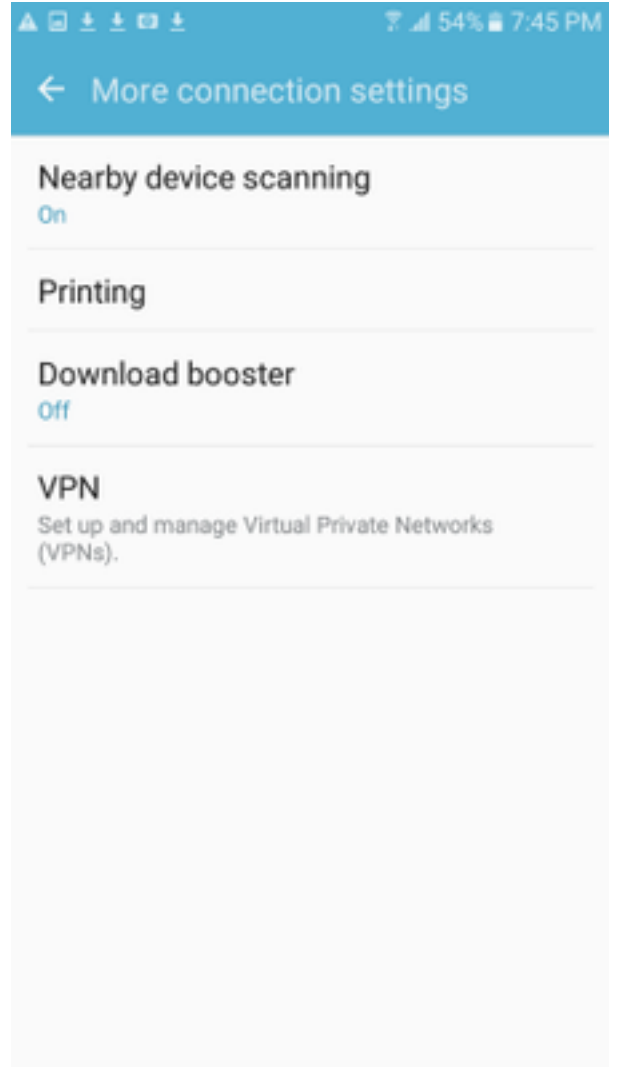 54% 7:45 PM
More connection settings
Nearby device scanning
On
Printing
Download booster
Off
VPN
Set up and manage Virtual Private Networks
(VPNs).